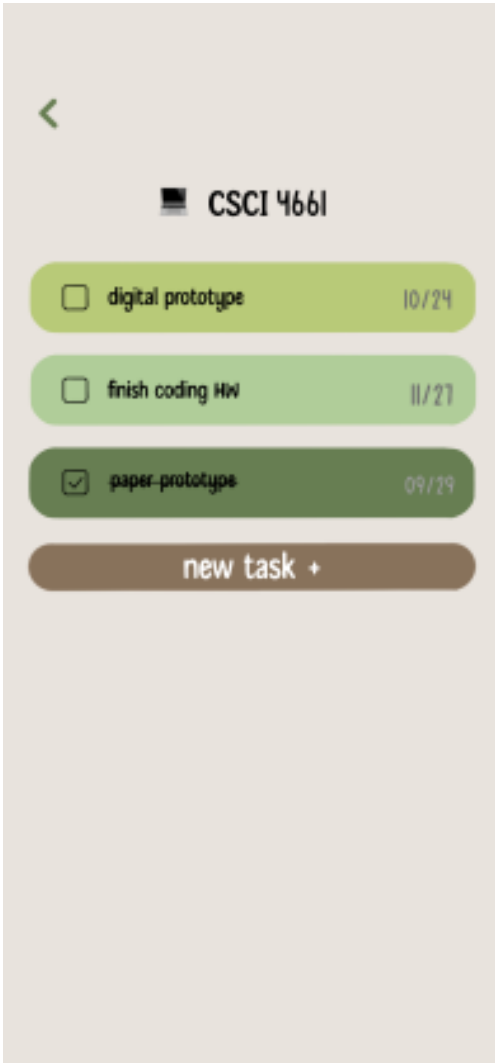 CSCI 4661
digital prototype 10/24
finish coding HW 11/27
paper prototype 09/29
new task +